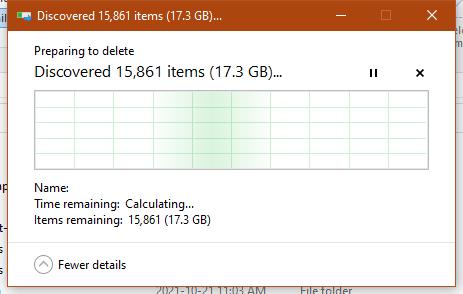 Discovered 15,861 items (17.3 GB)...
Preparing to delete
Discovered 15,861 items (17.3 GB)...
Name:
Time remaining: Calculating...
Items remaining: 15,861 (17.3 GB)
Fewer details
2021-10-21 11:03 AM File folder